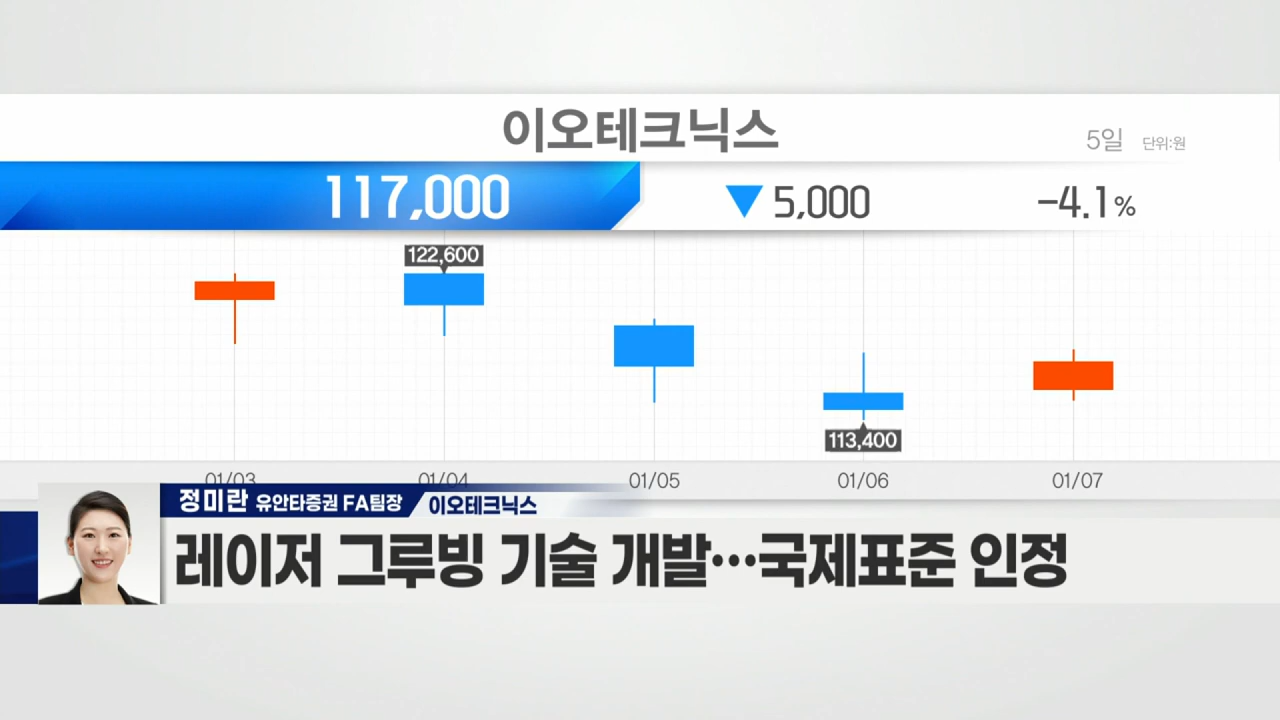 이오테크닉스
5일 단위:원
117,000 ▼ 5,000 -4.1%
122,600
113,400
01/03 01/04 01/05 01/06 01/07
정미란 유안타증권 FA팀장 이오테크닉스
레이저 그루빙 기술 개발…국제표준 인정